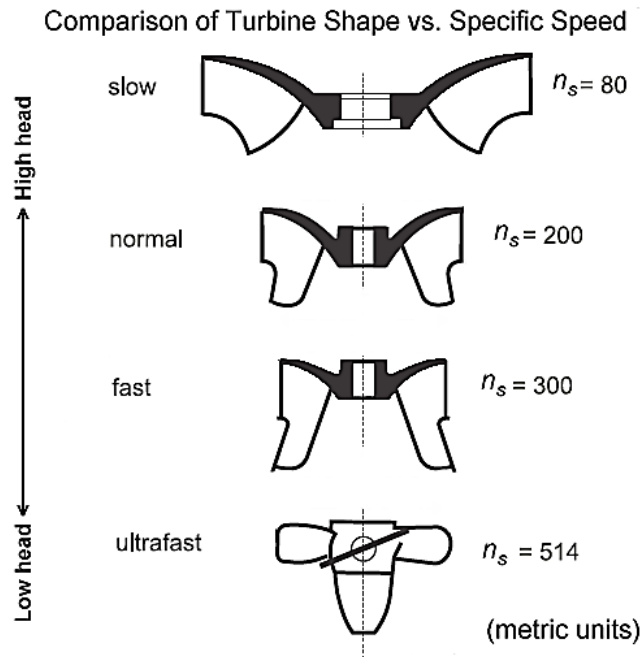 Comparison of Turbine Shape vs. Specific Speed
slow
nₛ = 80
High head
normal
nₛ = 200
fast
nₛ = 300
ultrafast
nₛ = 514
Low head
(metric units)